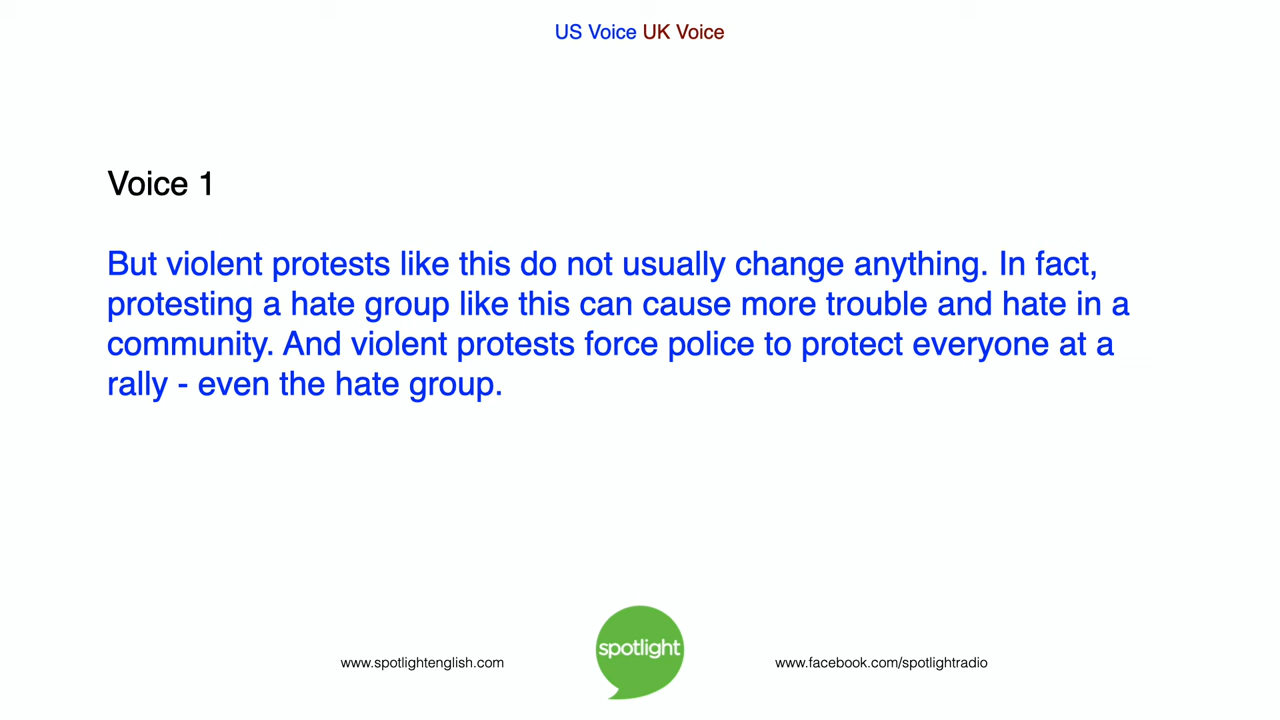 US Voice UK Voice
Voice 1
But violent protests like this do not usually change anything. In fact,
protesting a hate group like this can cause more trouble and hate in a
community. And violent protests force police to protect everyone at a
rally - even the hate group.
www.spotlightenglish.com
spotlight
www.facebook.com/spotlightradio